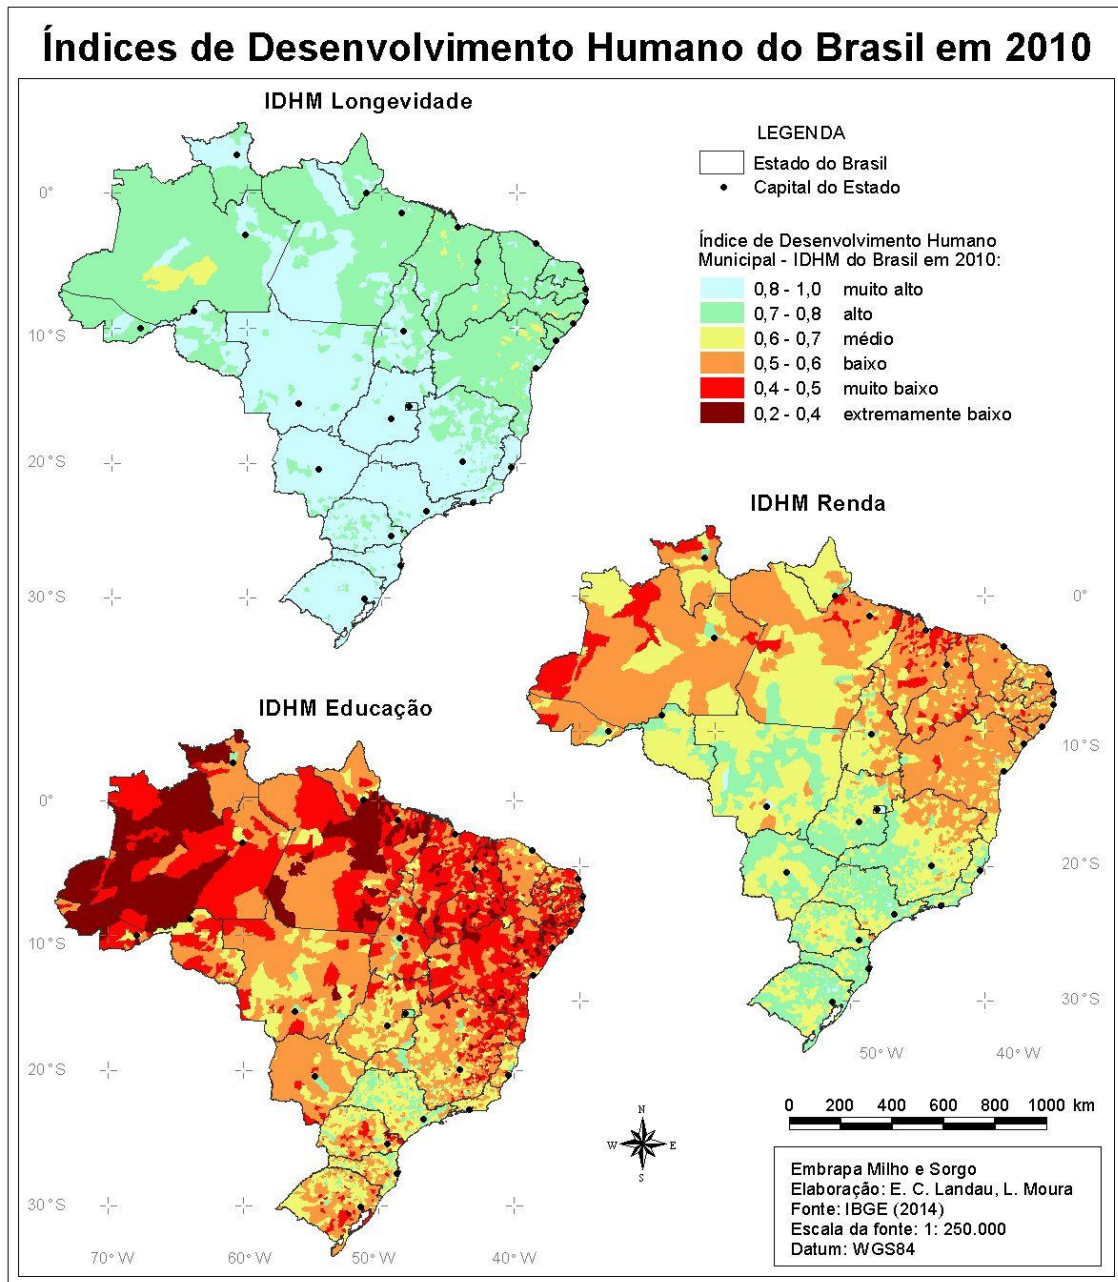 Índices de Desenvolvimento Humano do Brasil em 2010
IDHM Longevidade
LEGENDA
Estado do Brasil
Capital do Estado
Índice de Desenvolvimento Humano
Municipal - IDHM do Brasil em 2010:
0,8 - 1,0 muito alto
0,7 - 0,8 alto
0,6 - 0,7 médio
0,5 - 0,6 baixo
0,4 - 0,5 muito baixo
0,2 - 0,4 extremamente baixo
0°
10°S
20°S
30°S
IDHM Renda
0°
10°S
20°S
30°S
50°W 40°W
IDHM Educação
0°
10°S
20°S
30°S
70°W 60°W 50°W 40°W
N
W E
S
0 200 400 600 800 1000 km
Embrapa Milho e Sorgo
Elaboração: E. C. Landau, L. Moura
Fonte: IBGE (2014)
Escala da fonte: 1: 250.000
Datum: WGS84